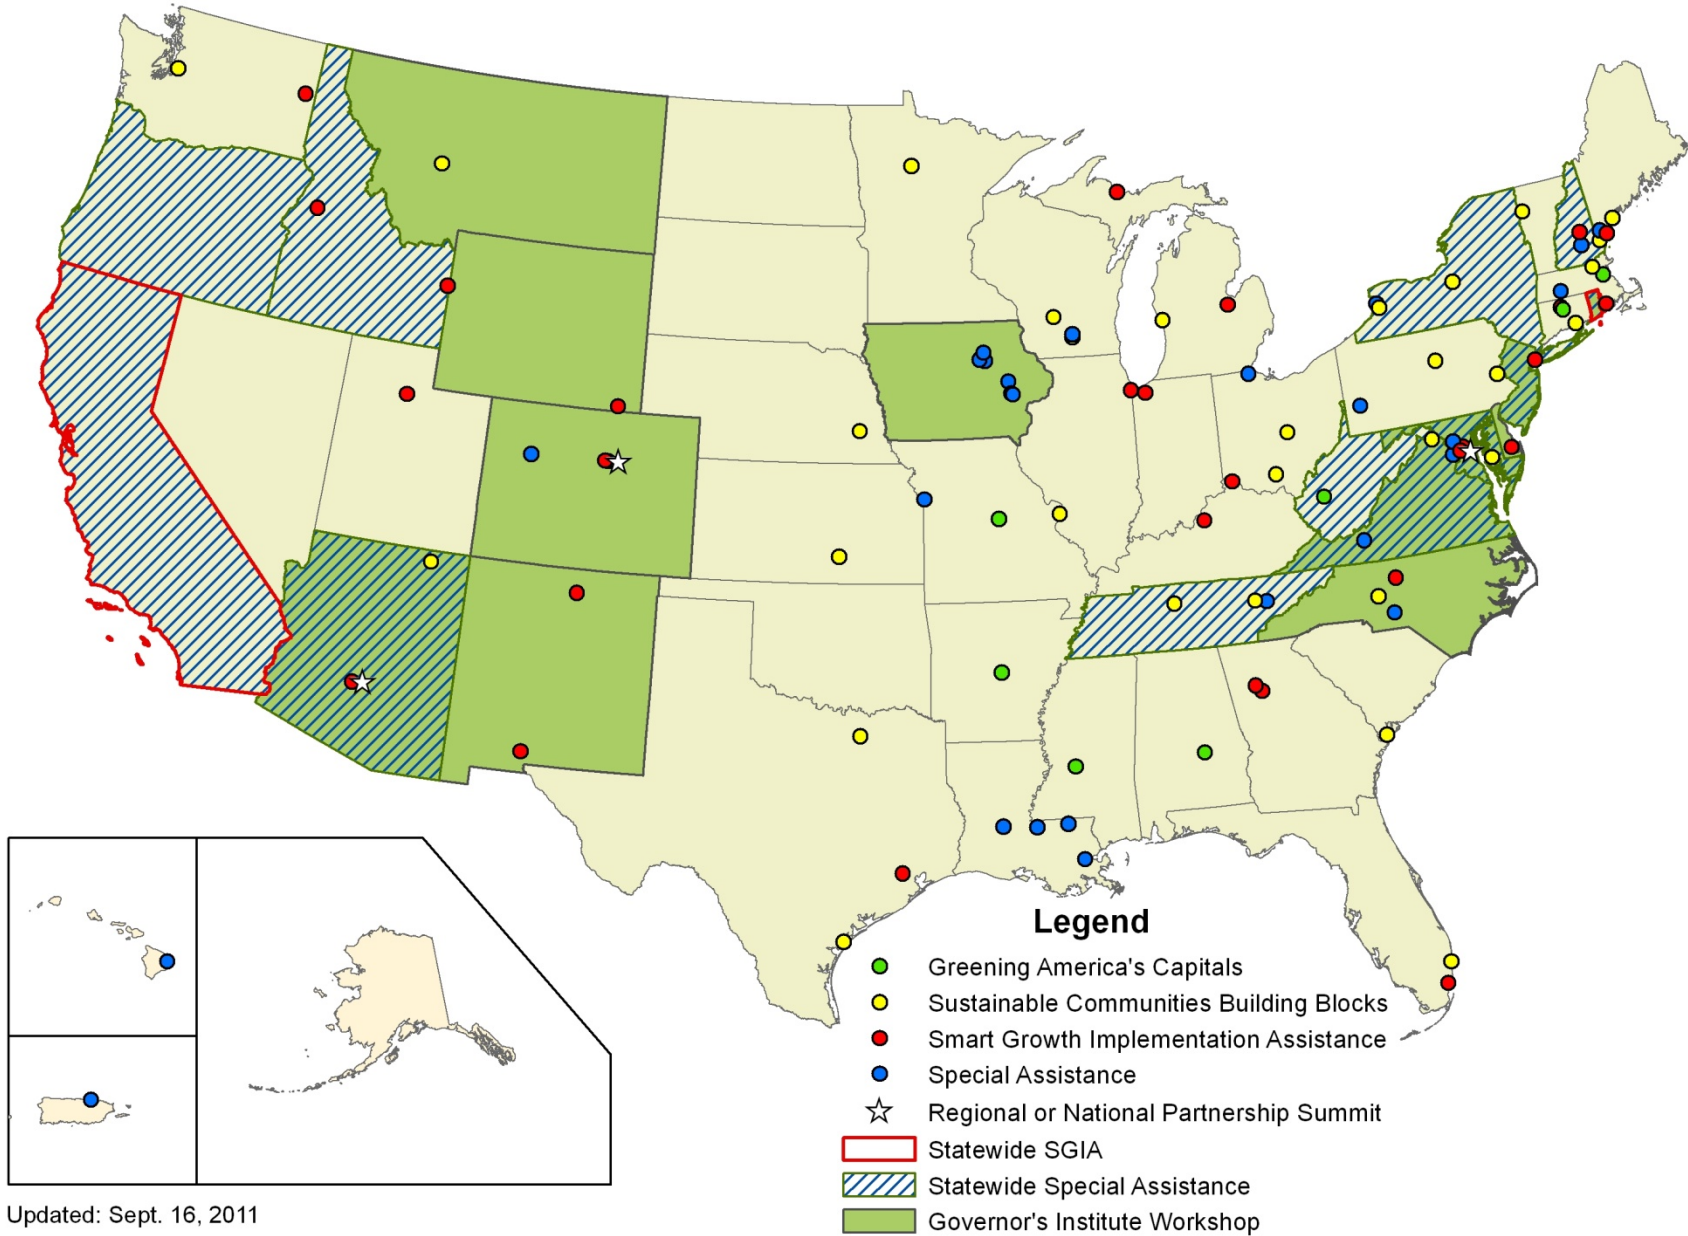 Legend
Greening America's Capitals
Sustainable Communities Building Blocks
Smart Growth Implementation Assistance
Special Assistance
Regional or National Partnership Summit
Statewide SGIA
Statewide Special Assistance
Governor's Institute Workshop
Updated: Sept. 16, 2011